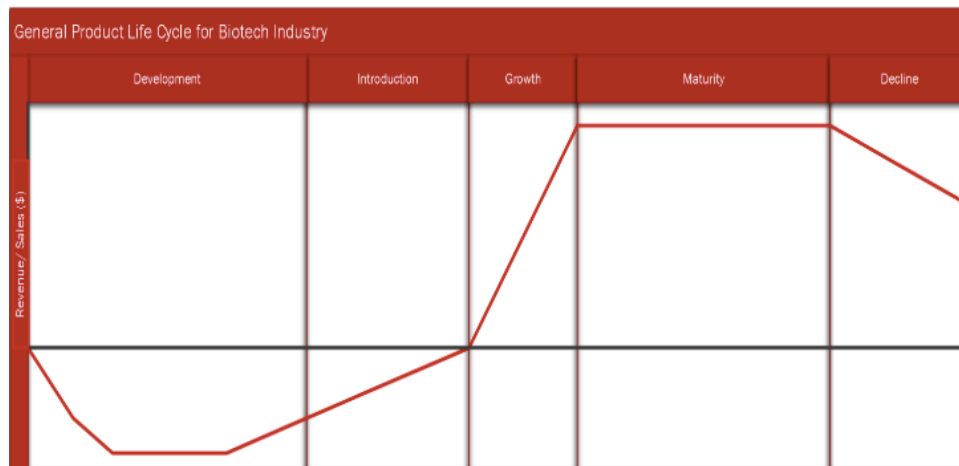 General Product Life Cycle for Biotech Industry
Development
Introduction
Growth
Maturity
Decline
Revenue/ Sales ($)